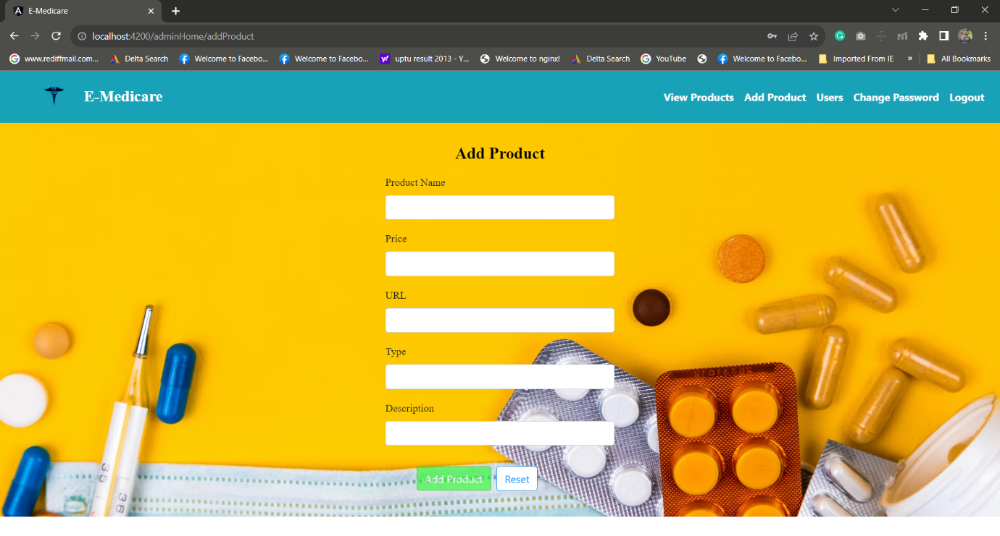 E-Medicare
localhost:4200/adminHome/addProduct
www.rediffmail.com... Delta Search Welcome to Facebo... Welcome to Facebo... uptu result 2013 - Y... Welcome to nginx! Delta Search YouTube Welcome to Facebo... Imported From IE » All Bookmarks
E-Medicare View Products Add Product Users Change Password Logout
Add Product
Product Name
Price
URL
Type
Description
Add Product Reset
35
36